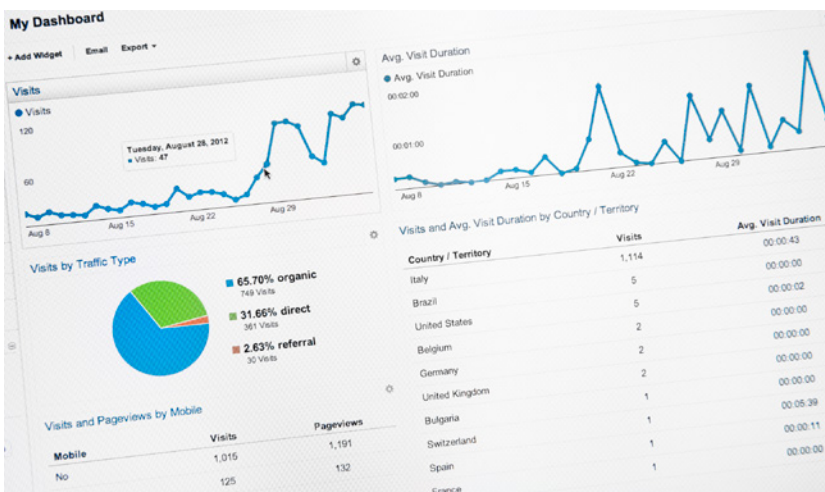 My Dashboard
+ Add Widget Email Export
Visits
Visits
120
60
Tuesday, August 28, 2012
Visits: 47
Aug 8 Aug 15 Aug 22 Aug 29
Avg. Visit Duration
Avg. Visit Duration
00:02:00
00:01:00
Aug 8 Aug 15 Aug 22 Aug 29
Visits by Traffic Type
65.70% organic
749 Visits
31.66% direct
361 Visits
2.63% referral
30 Visits
Visits and Avg. Visit Duration by Country / Territory
Country / Territory Visits Avg. Visit Duration
Italy 1,114 00:00:43
Brazil 5 00:00:00
United States 5 00:00:02
Belgium 2 00:00:00
Germany 2 00:00:00
United Kingdom 2 00:00:00
Bulgaria 1 00:05:39
Switzerland 1 00:00:11
Spain 1 00:00:00
France 1
Visits and Pageviews by Mobile
Mobile Visits Pageviews
No 1,015 1,191
125 132